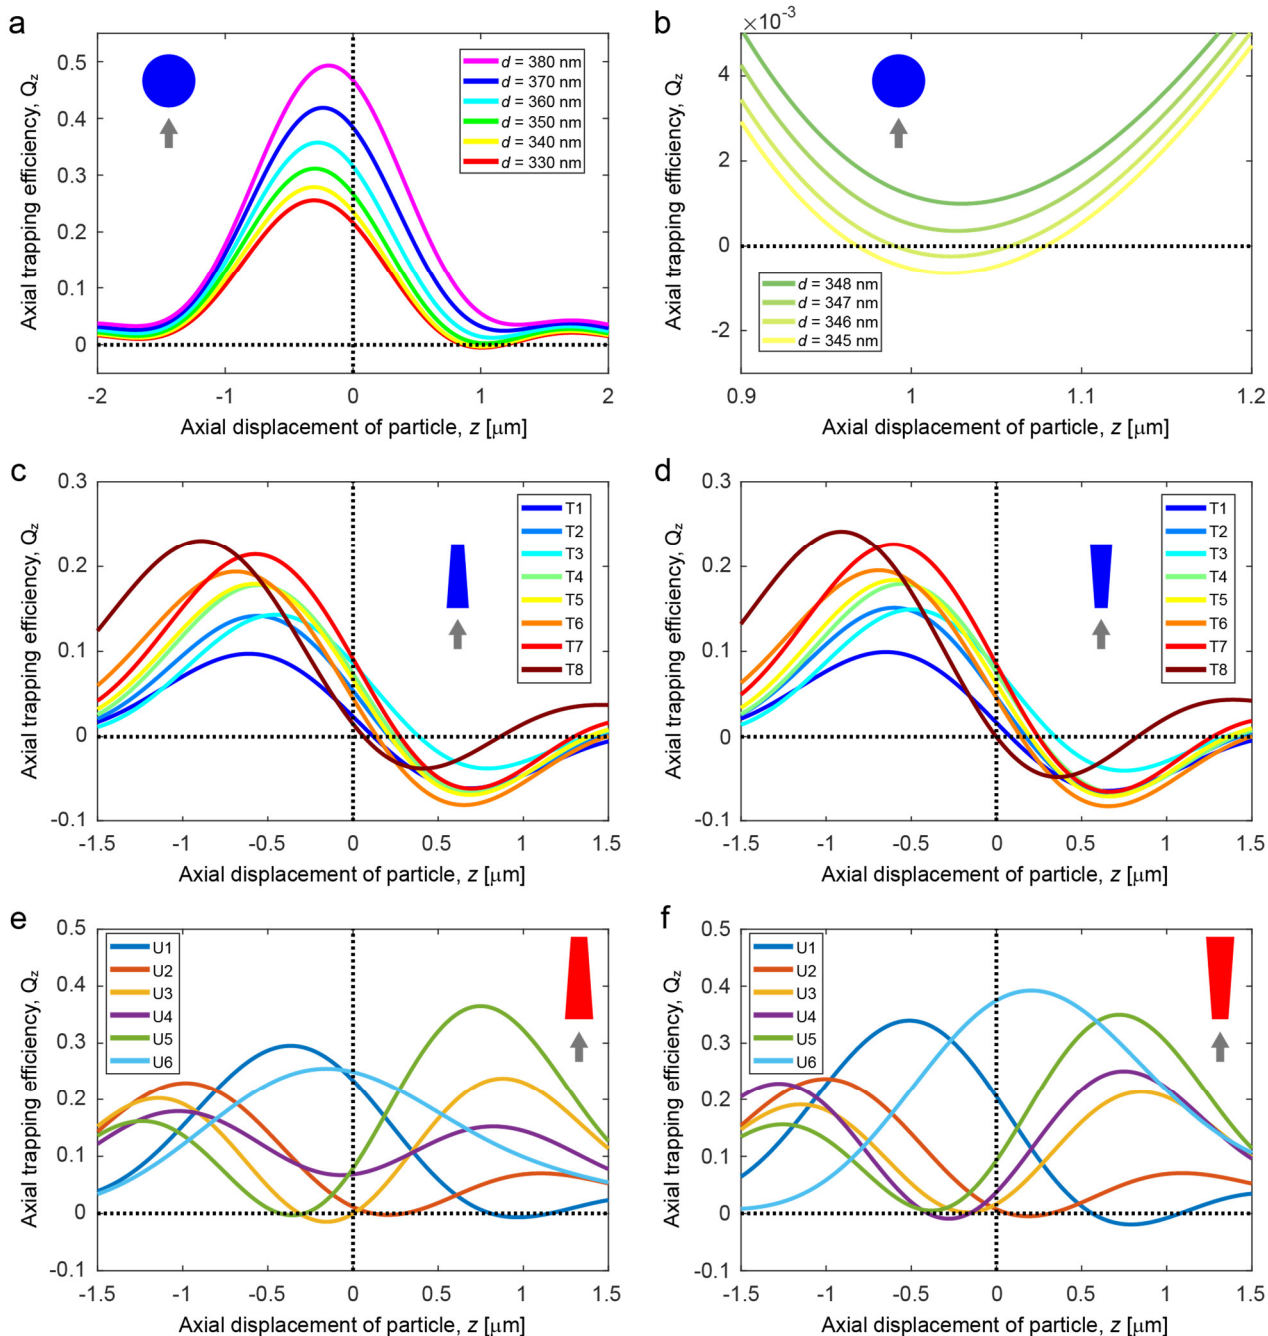 a
Axial trapping efficiency, Q_z
0.5
0.4
0.3
0.2
0.1
0
d = 380 nm
d = 370 nm
d = 360 nm
d = 350 nm
d = 340 nm
d = 330 nm
-2
-1
0
1
2
Axial displacement of particle, z [μm]
b
×10⁻³
Axial trapping efficiency, Q_z
4
2
0
-2
d = 348 nm
d = 347 nm
d = 346 nm
d = 345 nm
0.9
1
1.1
1.2
Axial displacement of particle, z [μm]
c
Axial trapping efficiency, Q_z
0.3
0.2
0.1
0
-0.1
T1
T2
T3
T4
T5
T6
T7
T8
-1.5
-1
-0.5
0
0.5
1
1.5
Axial displacement of particle, z [μm]
d
Axial trapping efficiency, Q_z
0.3
0.2
0.1
0
-0.1
T1
T2
T3
T4
T5
T6
T7
T8
-1.5
-1
-0.5
0
0.5
1
1.5
Axial displacement of particle, z [μm]
e
Axial trapping efficiency, Q_z
0.5
0.4
0.3
0.2
0.1
0
-0.1
U1
U2
U3
U4
U5
U6
-1.5
-1
-0.5
0
0.5
1
1.5
Axial displacement of particle, z [μm]
f
Axial trapping efficiency, Q_z
0.5
0.4
0.3
0.2
0.1
0
-0.1
U1
U2
U3
U4
U5
U6
-1.5
-1
-0.5
0
0.5
1
1.5
Axial displacement of particle, z [μm]